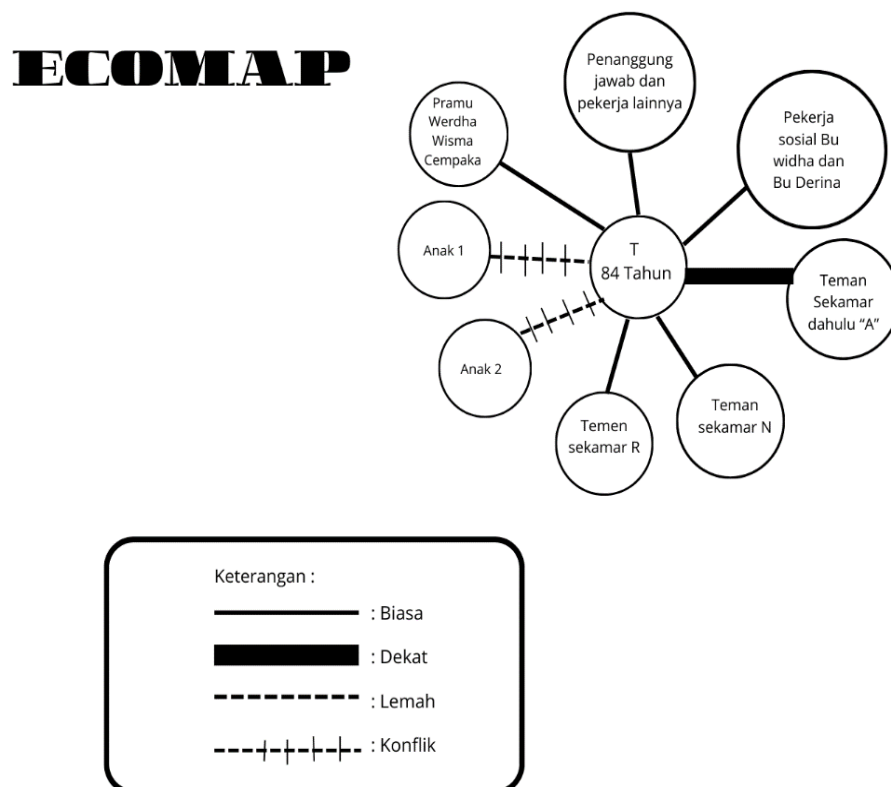 ECOMAP
Penanggung
jawab dan
pekerja lainnya
Pramu
Werdha
Wisma
Cempaka
Pekerja
sosial Bu
widha dan
Bu Derina
Anak 1
T
84 Tahun
Teman
Sekamar
dahulu “A”
Anak 2
Temen
sekamar R
Teman
sekamar N
Keterangan :
: Biasa
: Dekat
: Lemah
: Konflik